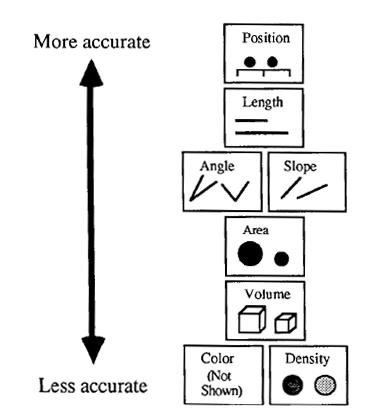 More accurate
Position
Length
Angle
Slope
Area
Volume
Color
(Not
Shown)
Density
Less accurate